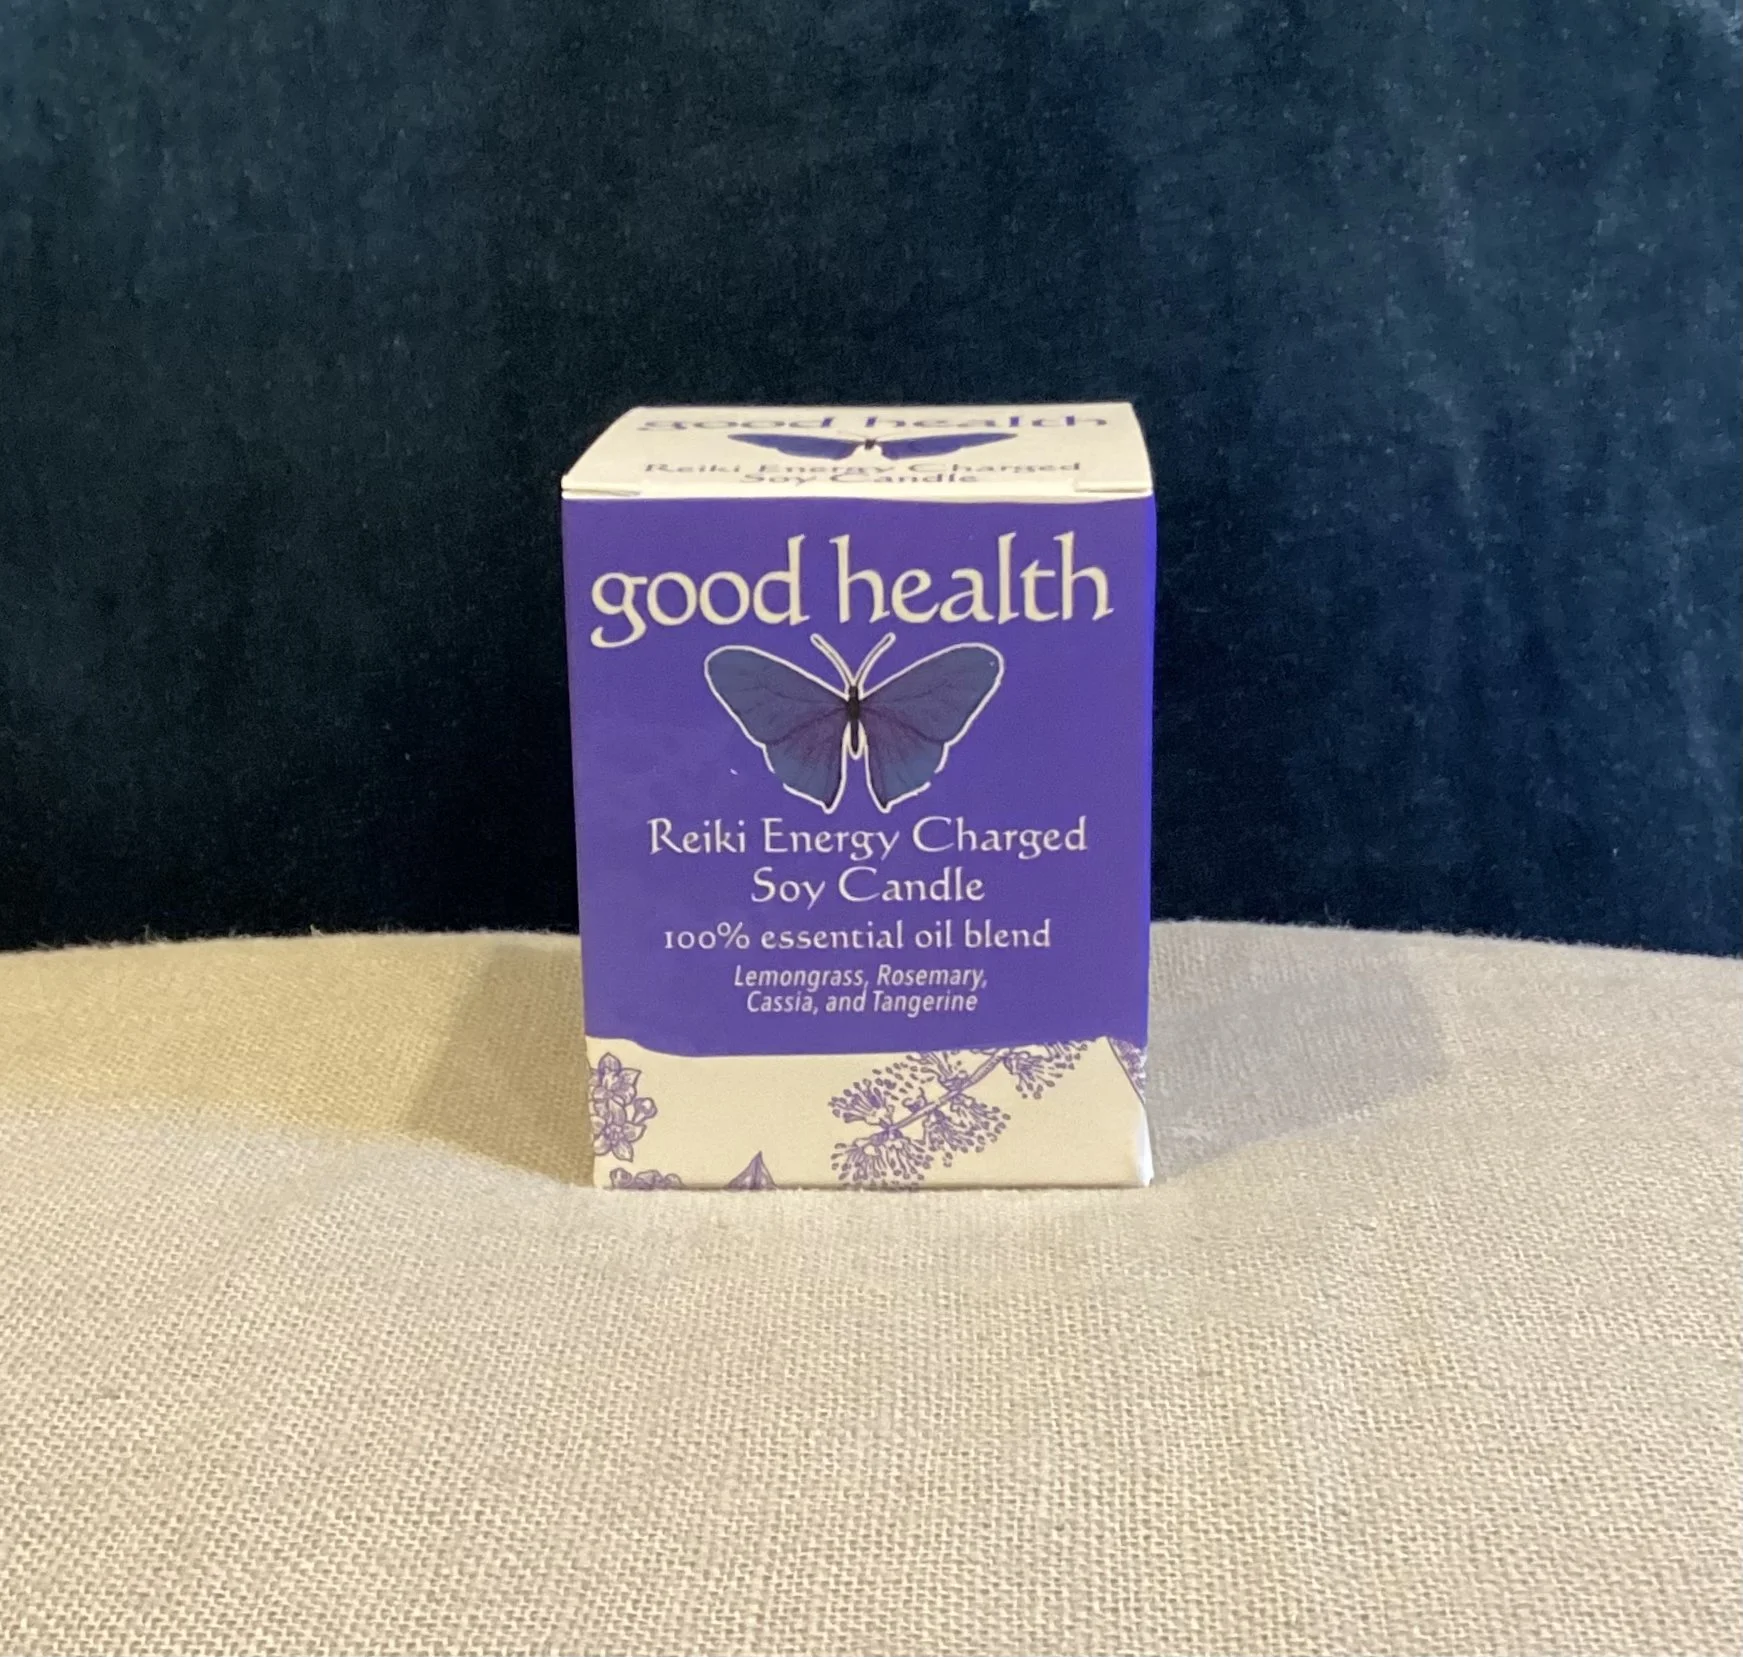 good health
Reiki Energy Charged
Soy Candle
good health
Reiki Energy Charged
Soy Candle
100% essential oil blend
Lemongrass, Rosemary,
Cassia, and Tangerine